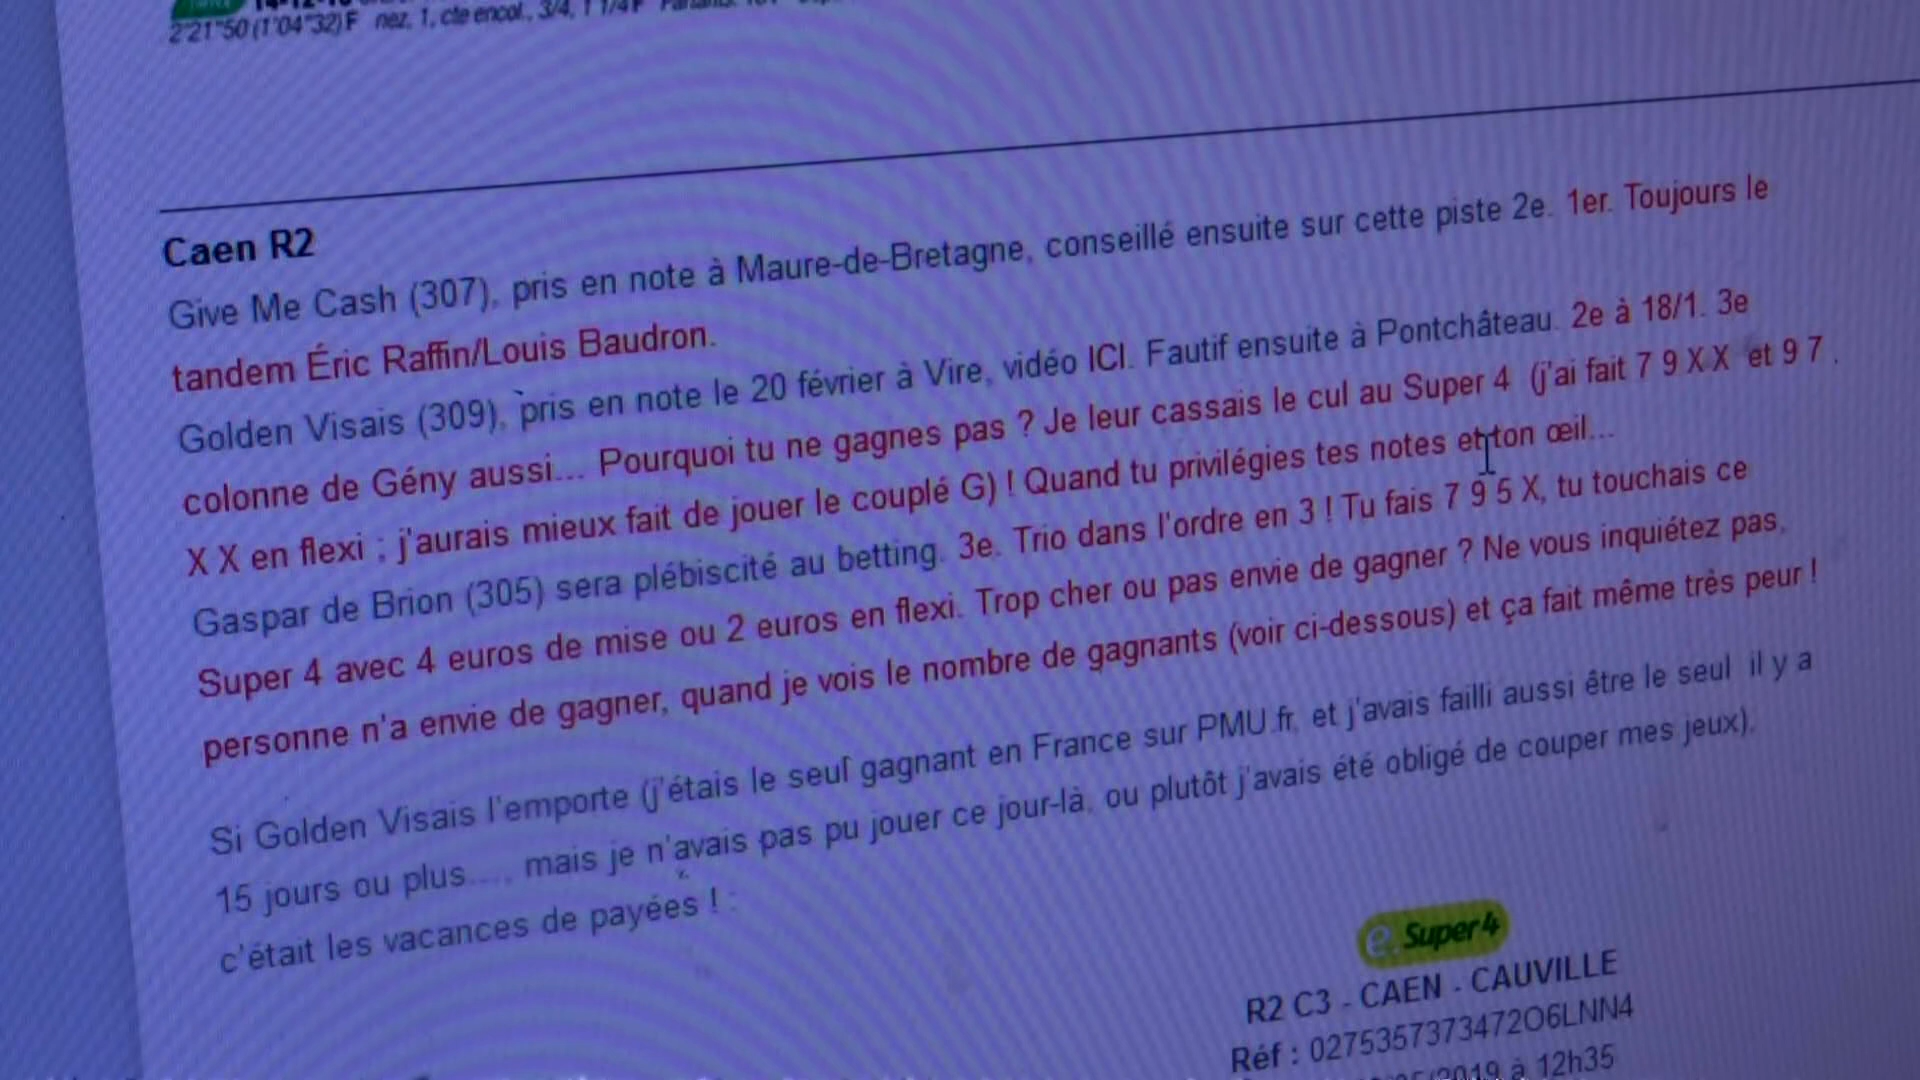 2'21"50 (1'04"32) F nez, 1, cte encol., 3/4, 1 1/4 F
Caen R2
Give Me Cash (307), pris en note à Maure-de-Bretagne, conseillé ensuite sur cette piste 2e. 1er. Toujours le
tandem Éric Raffin/Louis Baudron.
Golden Visais (309), pris en note le 20 février à Vire, vidéo ICI. Fautif ensuite à Pontchâteau. 2e à 18/1. 3e
colonne de Gény aussi... Pourquoi tu ne gagnes pas ? Je leur cassais le cul au Super 4 (j'ai fait 7 9 X X et 9 7
X X en flexi ; j'aurais mieux fait de jouer le couplé G) ! Quand tu privilégies tes notes et ton œil...
Gaspar de Brion (305) sera plébiscité au betting. 3e. Trio dans l'ordre en 3 ! Tu fais 7 9 5 X, tu touchais ce
Super 4 avec 4 euros de mise ou 2 euros en flexi. Trop cher ou pas envie de gagner ? Ne vous inquiétez pas,
personne n'a envie de gagner, quand je vois le nombre de gagnants (voir ci-dessous) et ça fait même très peur !
Si Golden Visais l'emporte (j'étais le seul gagnant en France sur PMU.fr, et j'avais failli aussi être le seul il y a
15 jours ou plus...., mais je n'avais pas pu jouer ce jour-là, ou plutôt j'avais été obligé de couper mes jeux),
c'était les vacances de payées ! :
e Super4
R2 C3 - CAEN - CAUVILLE
Réf : 0275357373472O6LNN4
2019 à 12h35